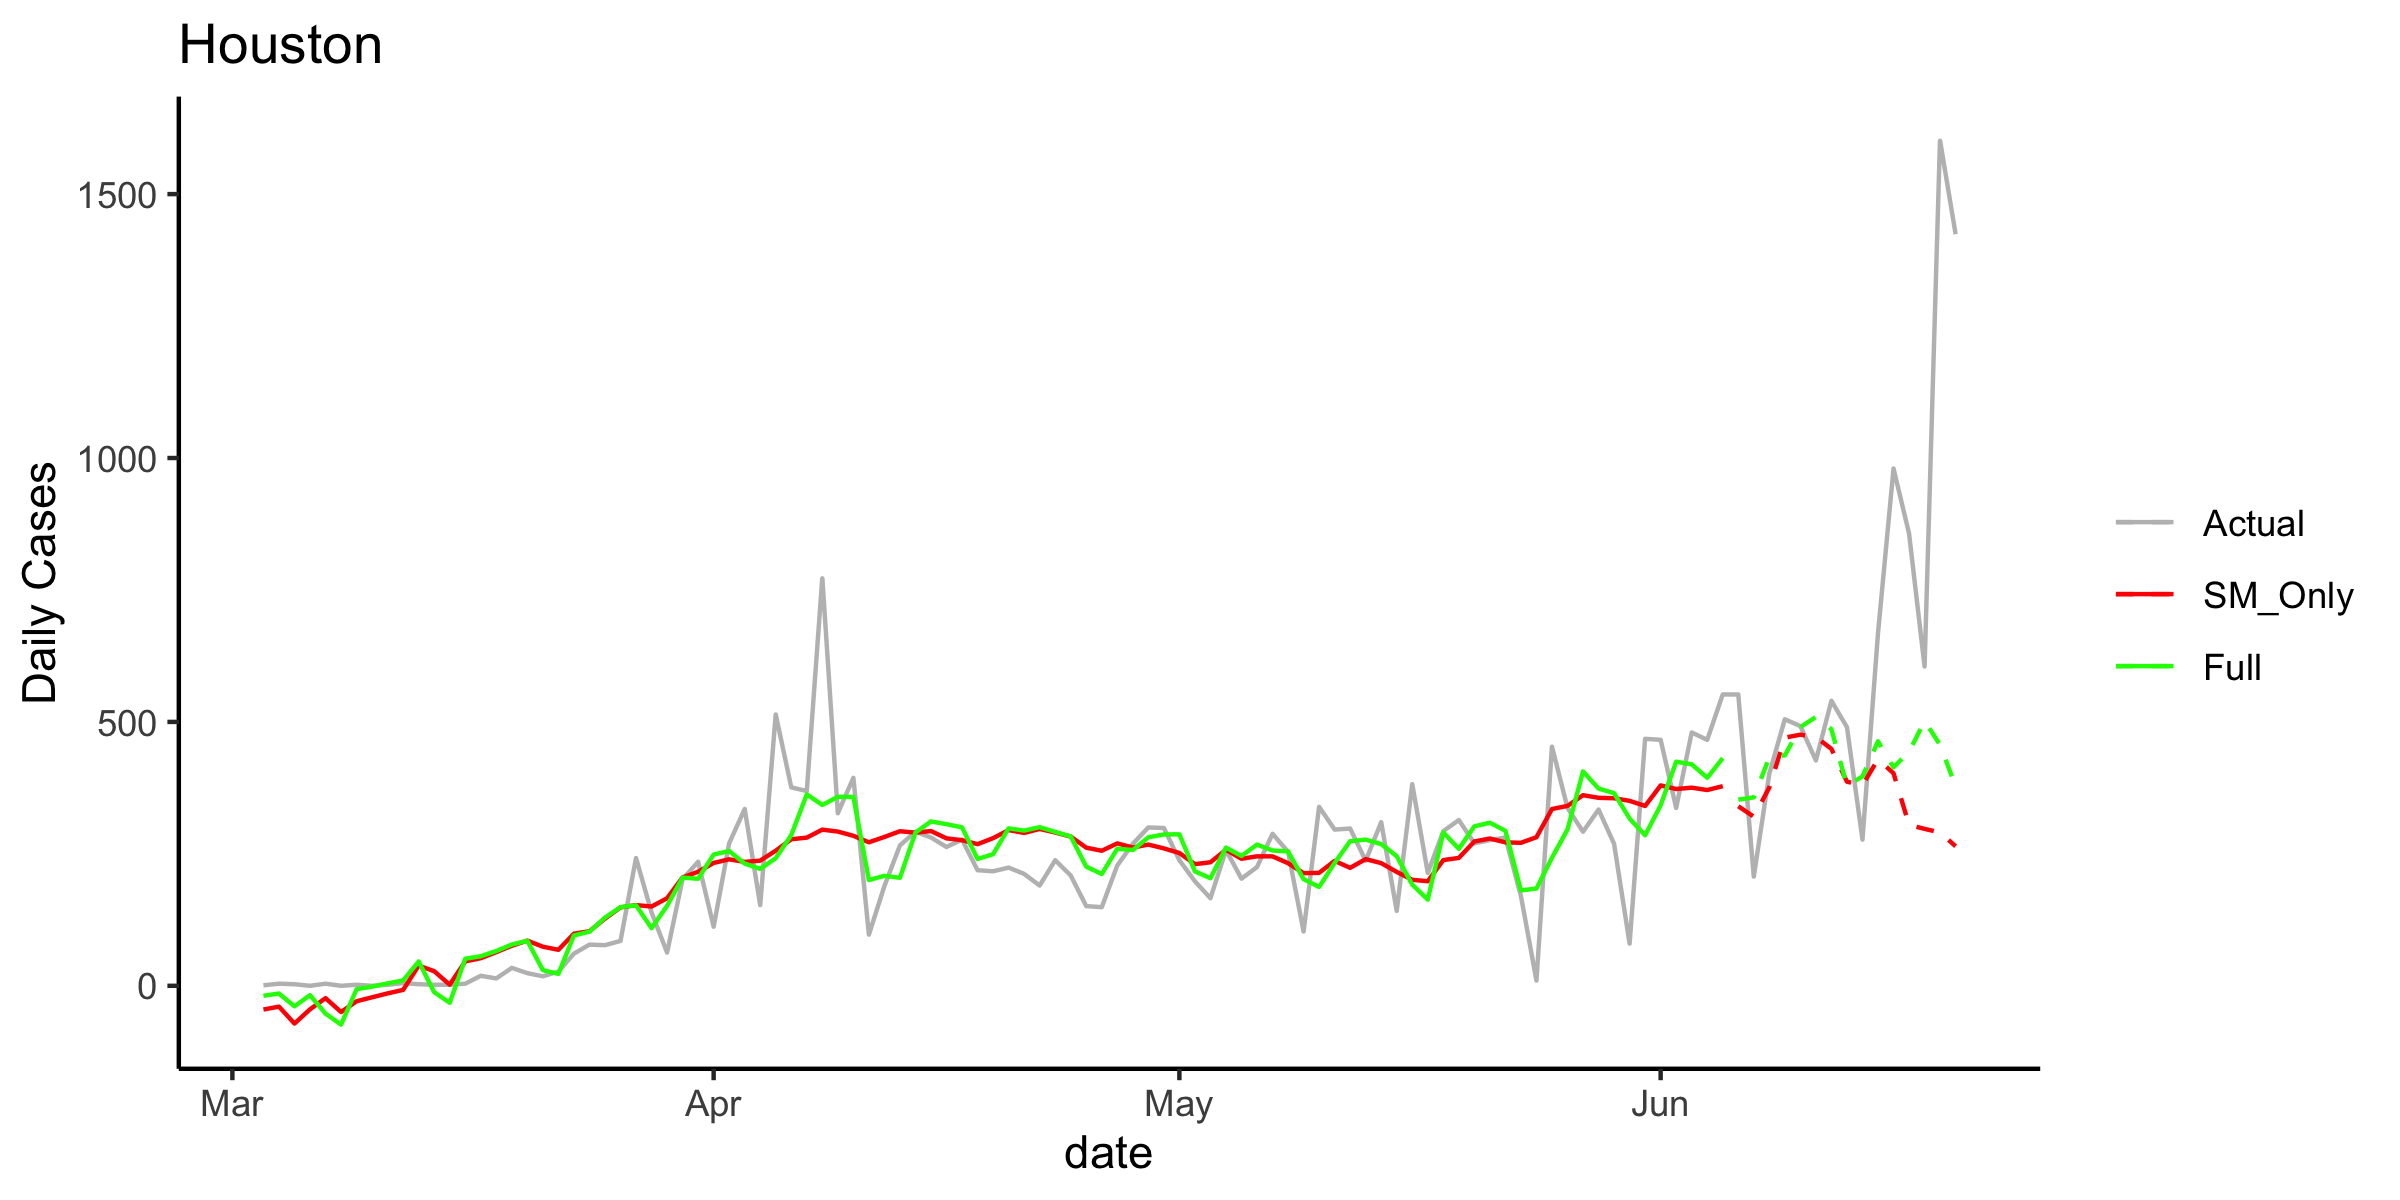 Houston
Daily Cases
1500
1000
500
0
Mar
Apr
May
Jun
date
Actual
SM_Only
Full